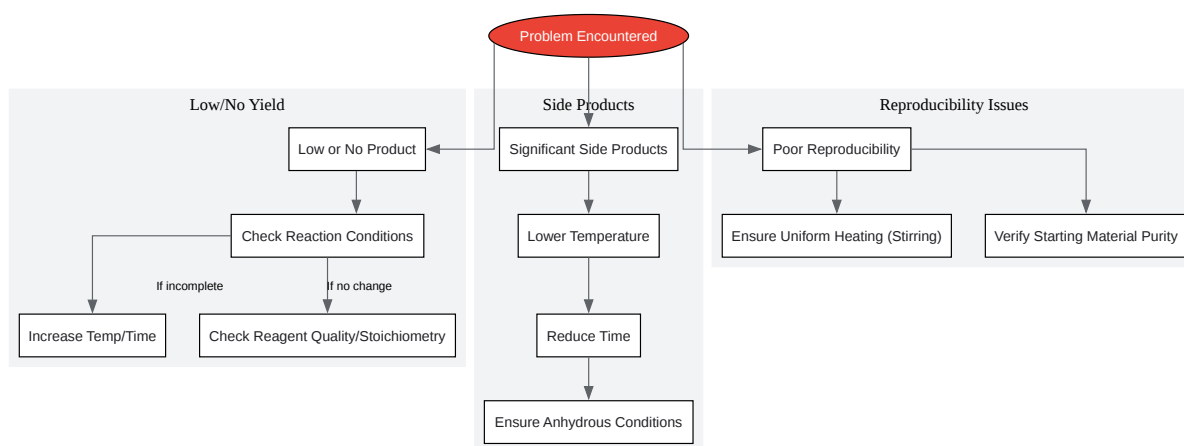 Problem Encountered
Low/No Yield
Side Products
Reproducibility Issues
Low or No Product
Significant Side Products
Poor Reproducibility
Check Reaction Conditions
Lower Temperature
Ensure Uniform Heating (Stirring)
Verify Starting Material Purity
If incomplete
If no change
Increase Temp/Time
Check Reagent Quality/Stoichiometry
Reduce Time
Ensure Anhydrous Conditions